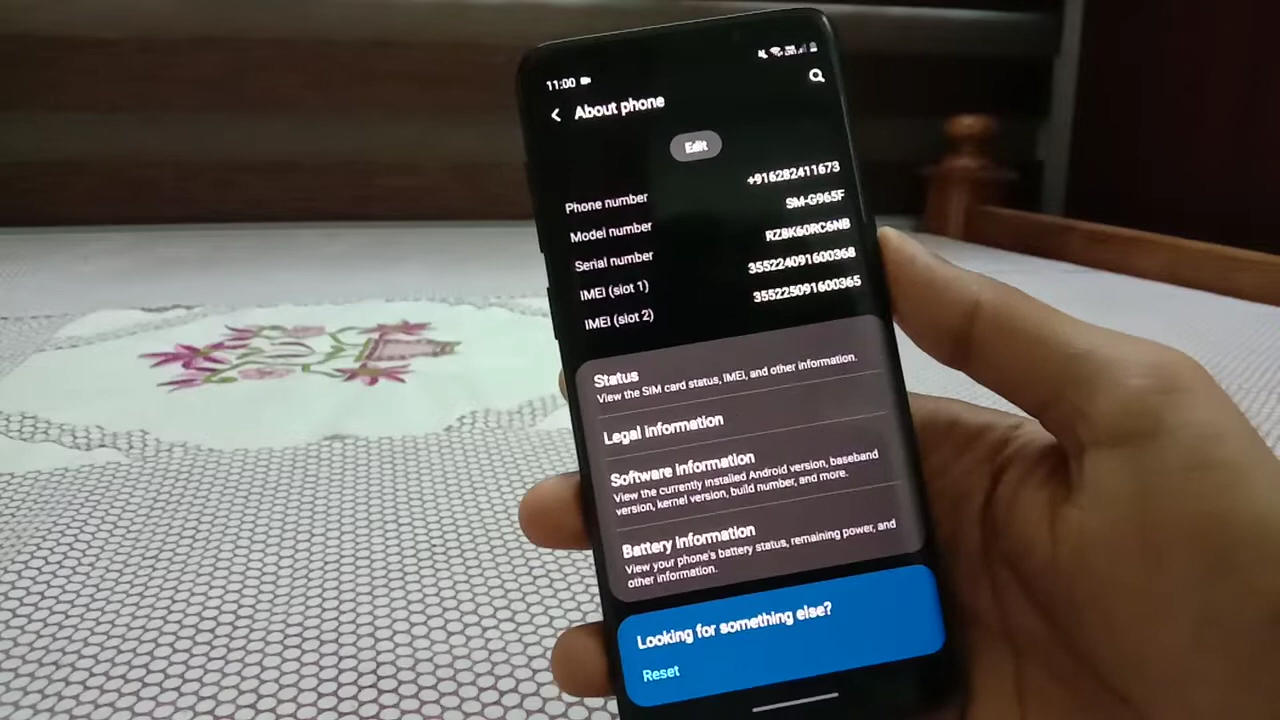 11:00
About phone
Edit
Phone number +916282411673
Model number SM-G965F
Serial number RZ8K60RC6NB
IMEI (slot 1) 355224091600368
IMEI (slot 2) 355225091600365
Status
View the SIM card status, IMEI, and other information.
Legal information
Software information
View the currently installed Android version, baseband
version, kernel version, build number, and more.
Battery information
View your phone's battery status, remaining power, and
other information.
Looking for something else?
Reset